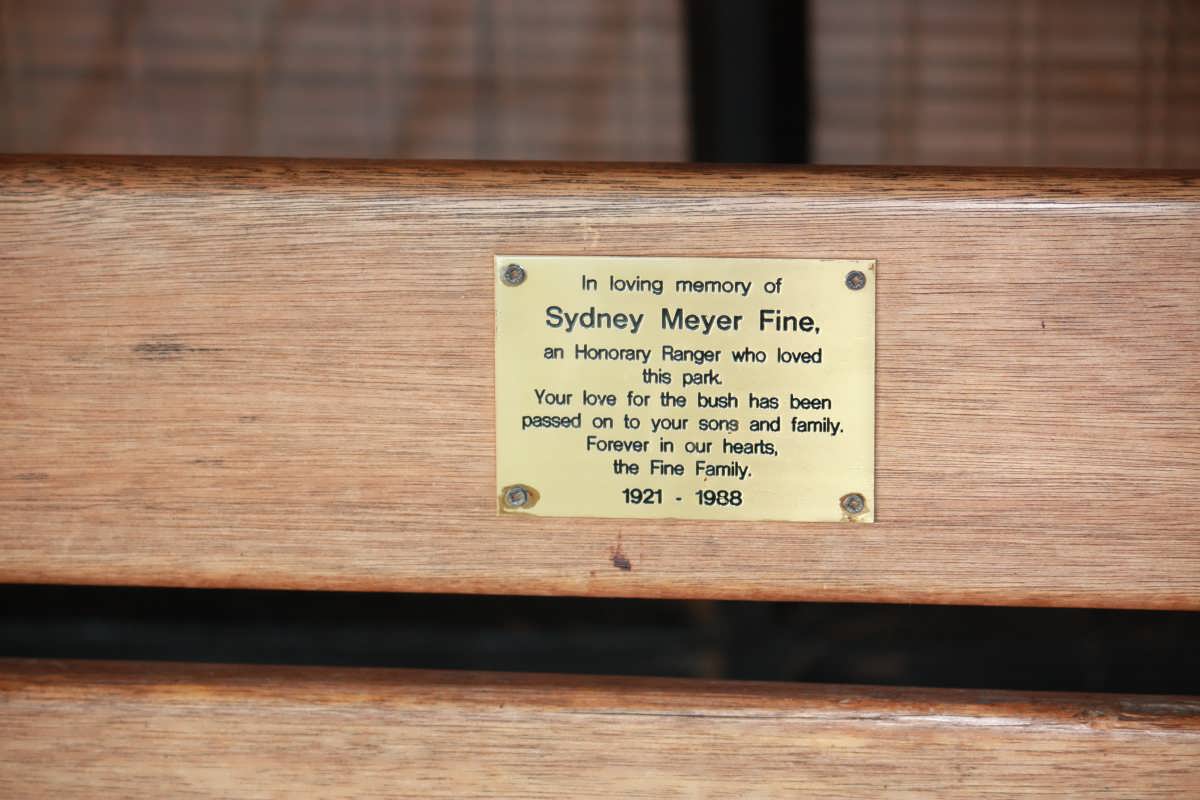 In loving memory of
Sydney Meyer Fine,
an Honorary Ranger who loved
this park.
Your love for the bush has been
passed on to your sons and family.
Forever in our hearts,
the Fine Family.
1921 - 1988